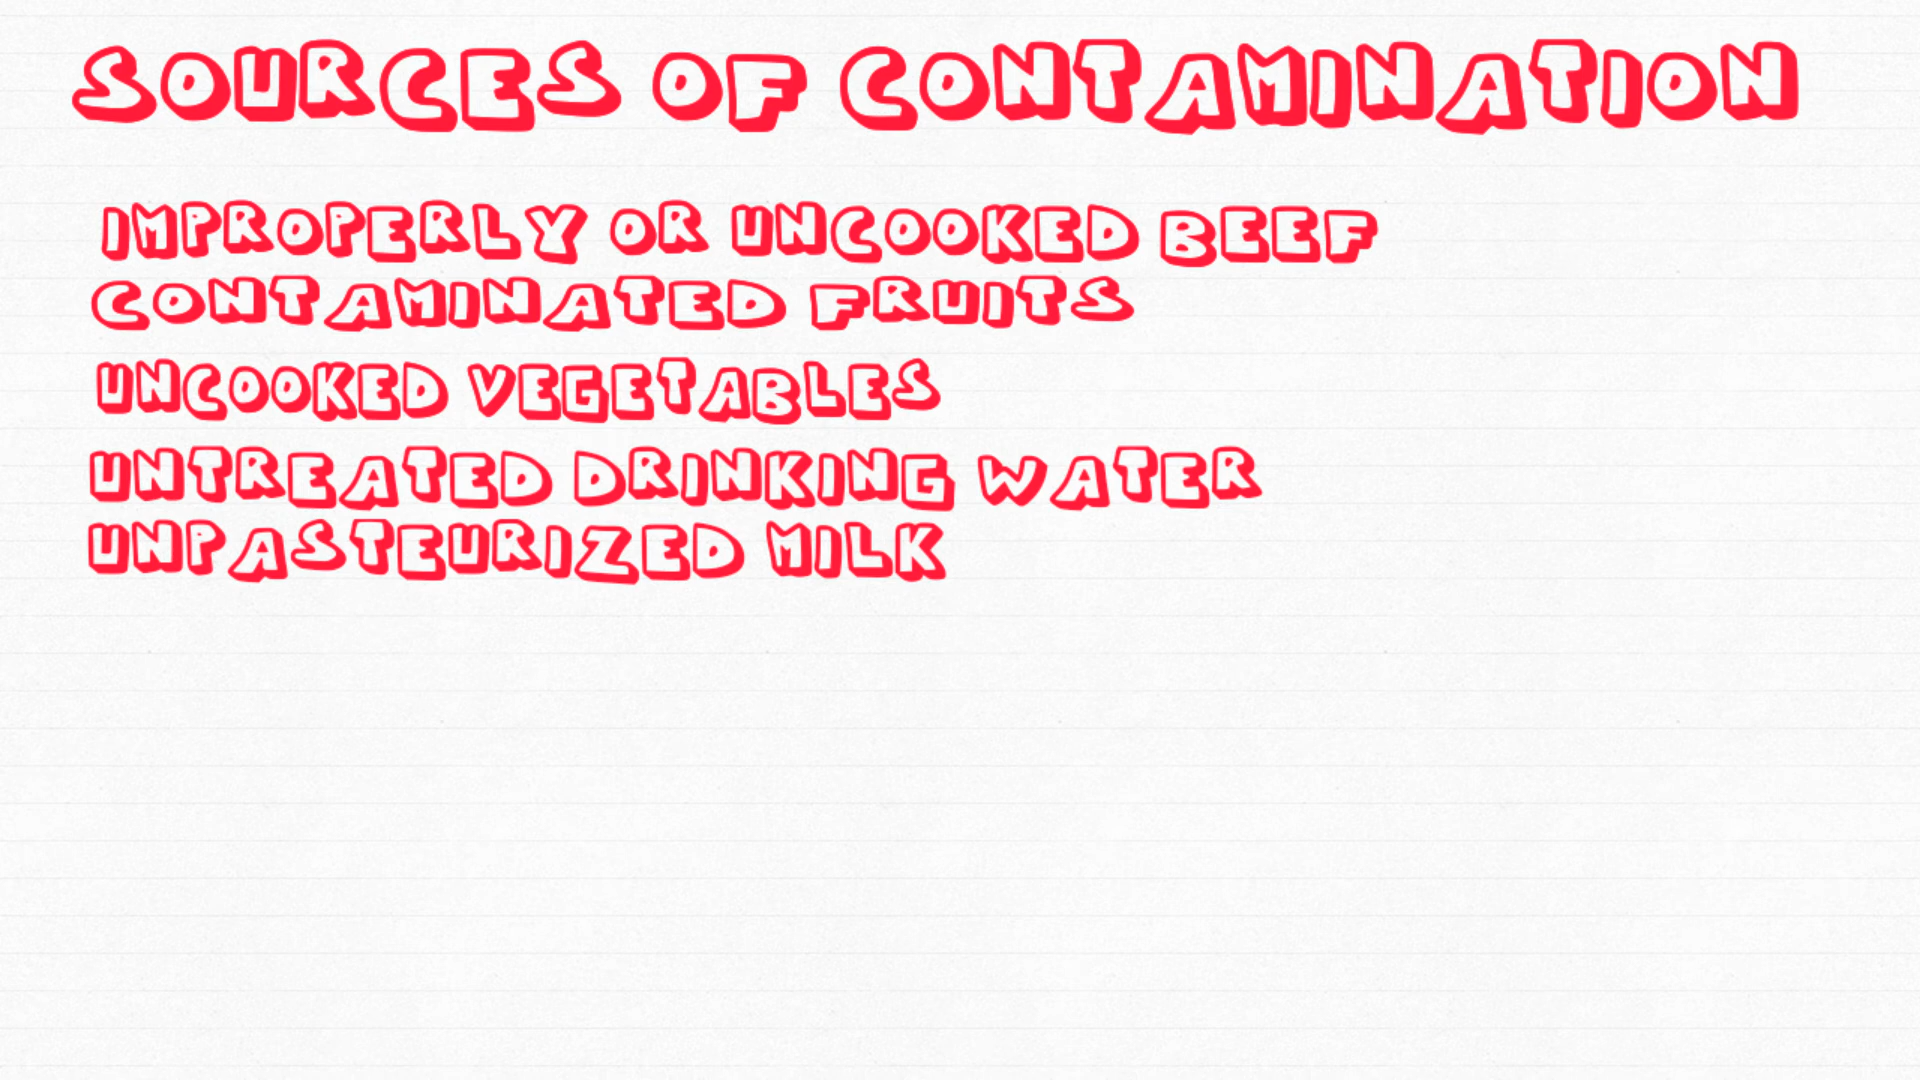 SOURCES OF CONTAMINATION
IMPROPERLY OR UNCOOKED BEEF
CONTAMINATED FRUITS
UNCOOKED VEGETABLES
UNTREATED DRINKING WATER
UNPASTEURIZED MILK